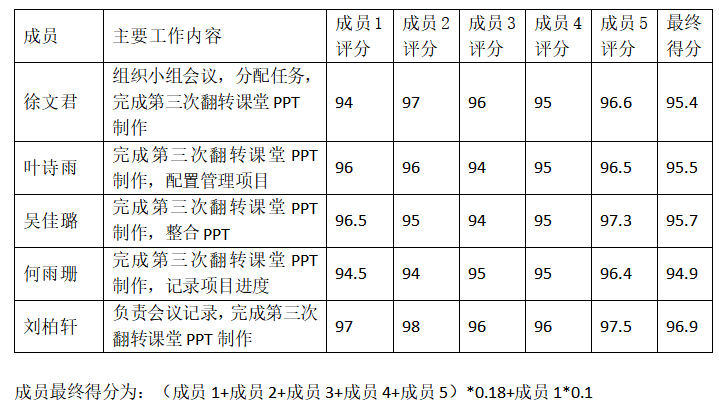 成员 主要工作内容 成员1评分 成员2评分 成员3评分 成员4评分 成员5评分 最终得分
徐文君 组织小组会议，分配任务，完成第三次翻转课堂 PPT 制作 94 97 96 95 96.6 95.4
叶诗雨 完成第三次翻转课堂 PPT 制作，配置管理项目 96 96 94 95 96.5 95.5
吴佳璐 完成第三次翻转课堂 PPT 制作，整合 PPT 96.5 95 94 95 97.3 95.7
何雨珊 完成第三次翻转课堂 PPT 制作，记录项目进度 94.5 94 95 95 96.4 94.9
刘柏轩 负责会议记录，完成第三次翻转课堂 PPT 制作 97 98 96 96 97.5 96.9
成员最终得分为：（成员 1+成员 2+成员 3+成员 4+成员 5）*0.18+成员 1*0.1